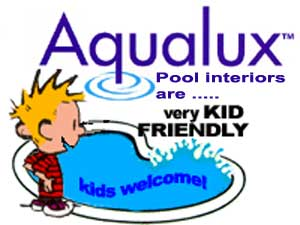 Aqualux™
Pool interiors
are .....
very KID
FRIENDLY
kids welcome!